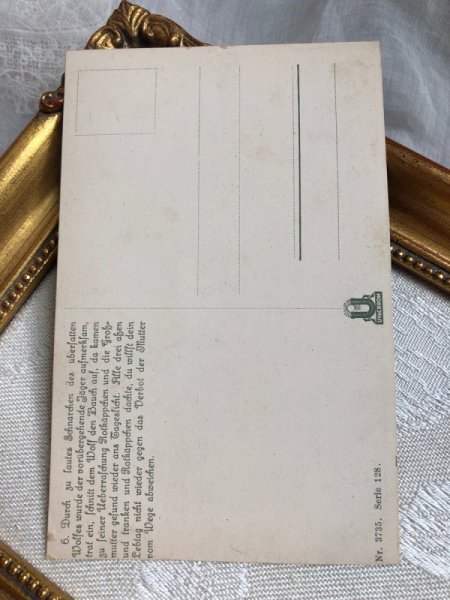 6. Durch zu lautes Schnarchen des übersatten
Wolfes wurde der vorübergehende Jäger aufmerksam,
trat ein, schnitt dem Wolf den Bauch auf, da kamen
zu seiner Ueberraschung Rotkäppchen und die Groß-
mutter gesund wieder ans Tageslicht. Alle drei aßen
und tranken und Rotkäppchen dachte, du willst dein
Lebtag nicht wieder gegen das Verbot der Mutter
vom Wege abweichen.
Nr. 3735. Serie 128.